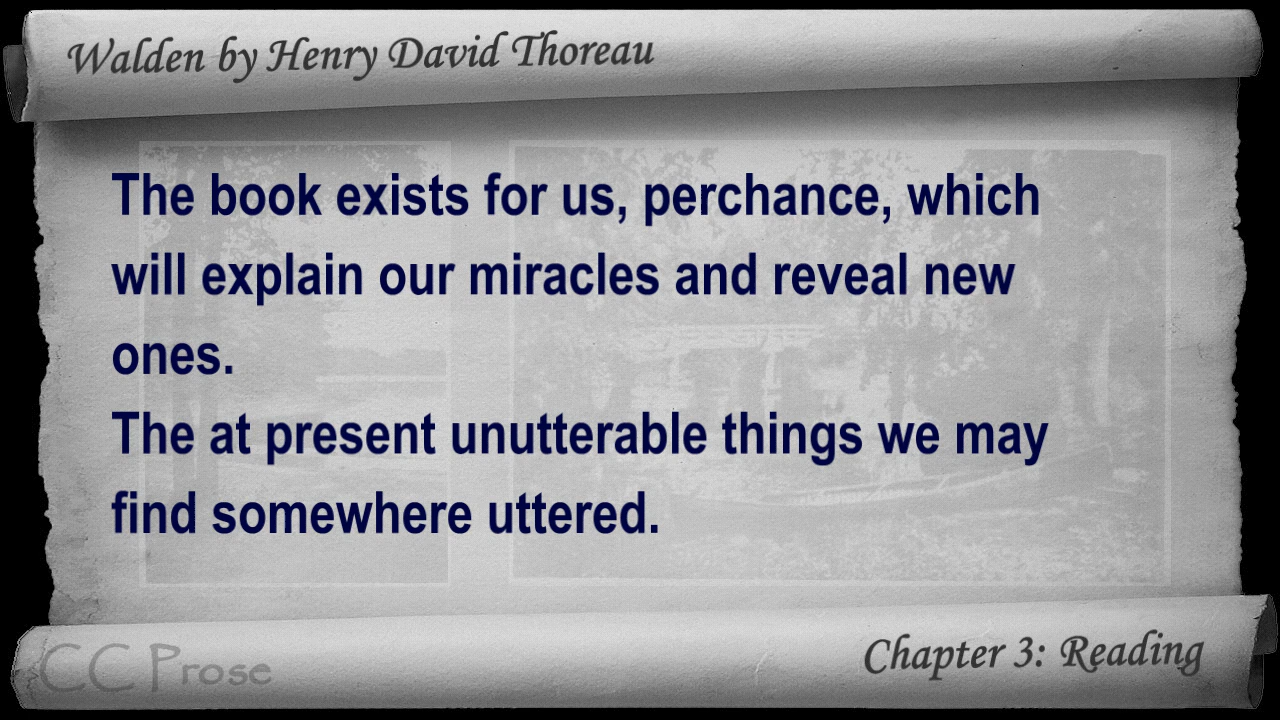 Walden by Henry David Thoreau
The book exists for us, perchance, which
will explain our miracles and reveal new
ones.
The at present unutterable things we may
find somewhere uttered.
CC Prose
Chapter 3: Reading